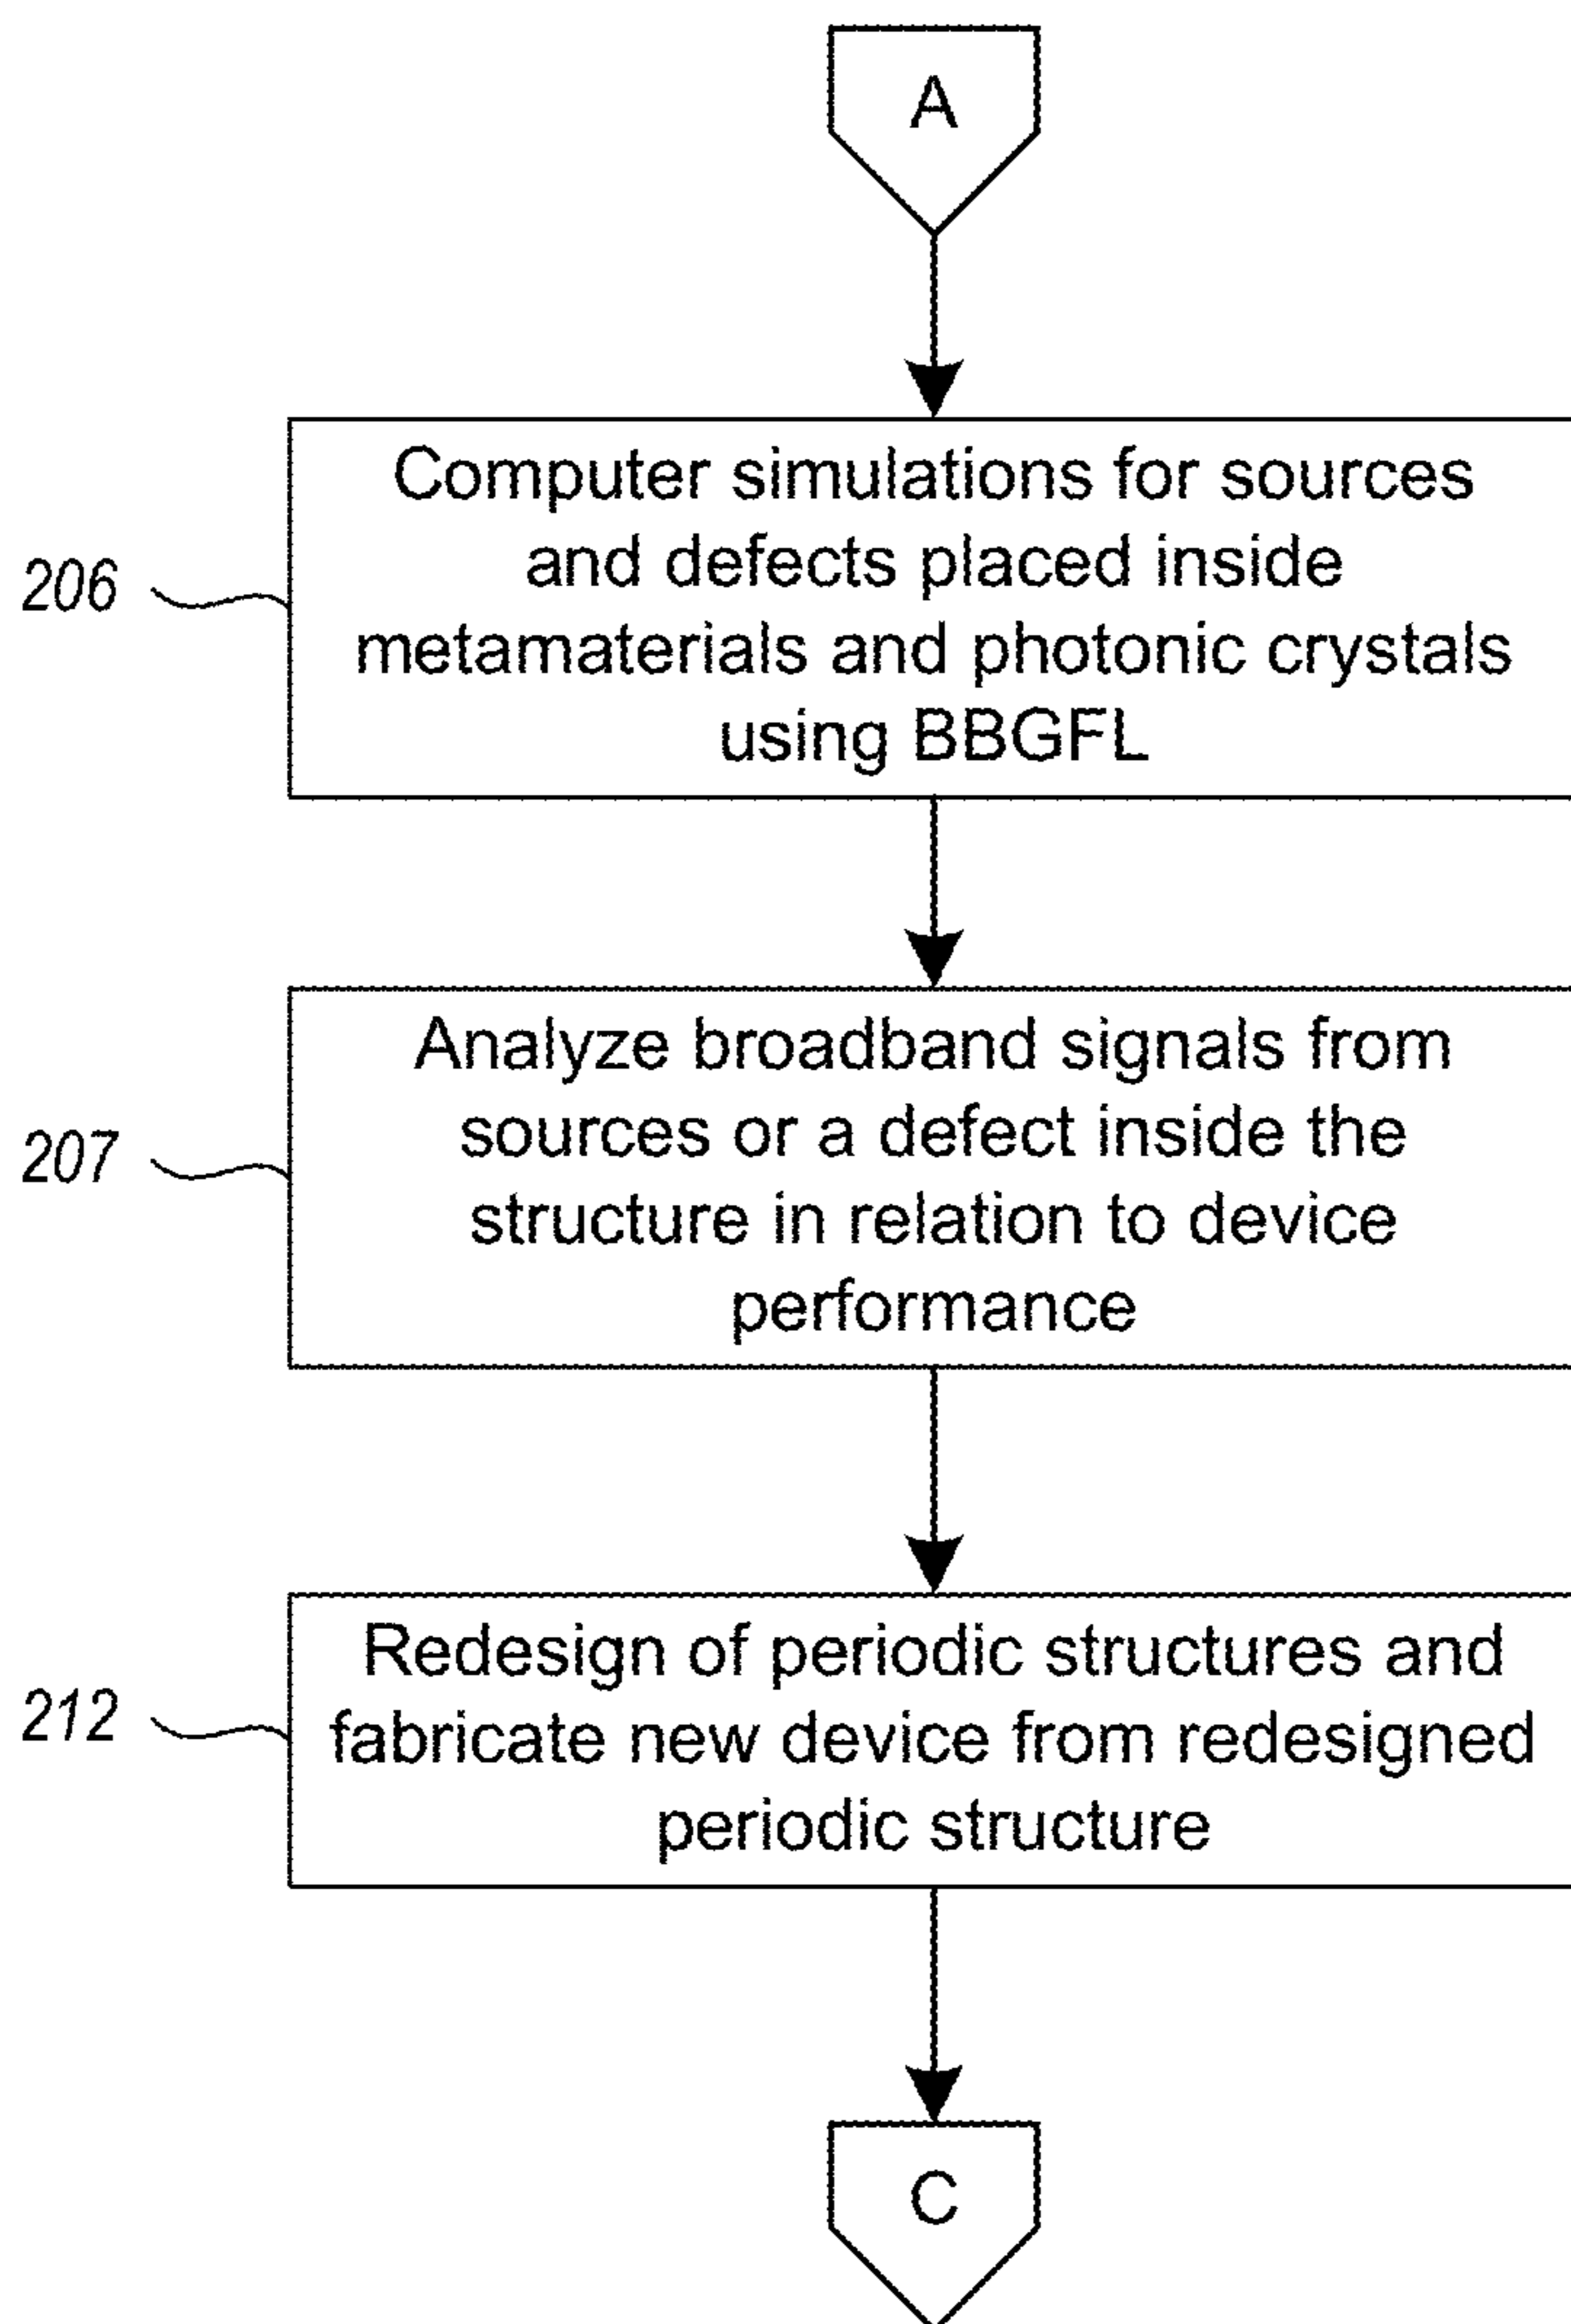 A
Computer simulations for sources
and defects placed inside
metamaterials and photonic crystals
using BBGFL
206
Analyze broadband signals from
sources or a defect inside the
structure in relation to device
performance
207
Redesign of periodic structures and
fabricate new device from redesigned
periodic structure
212
C